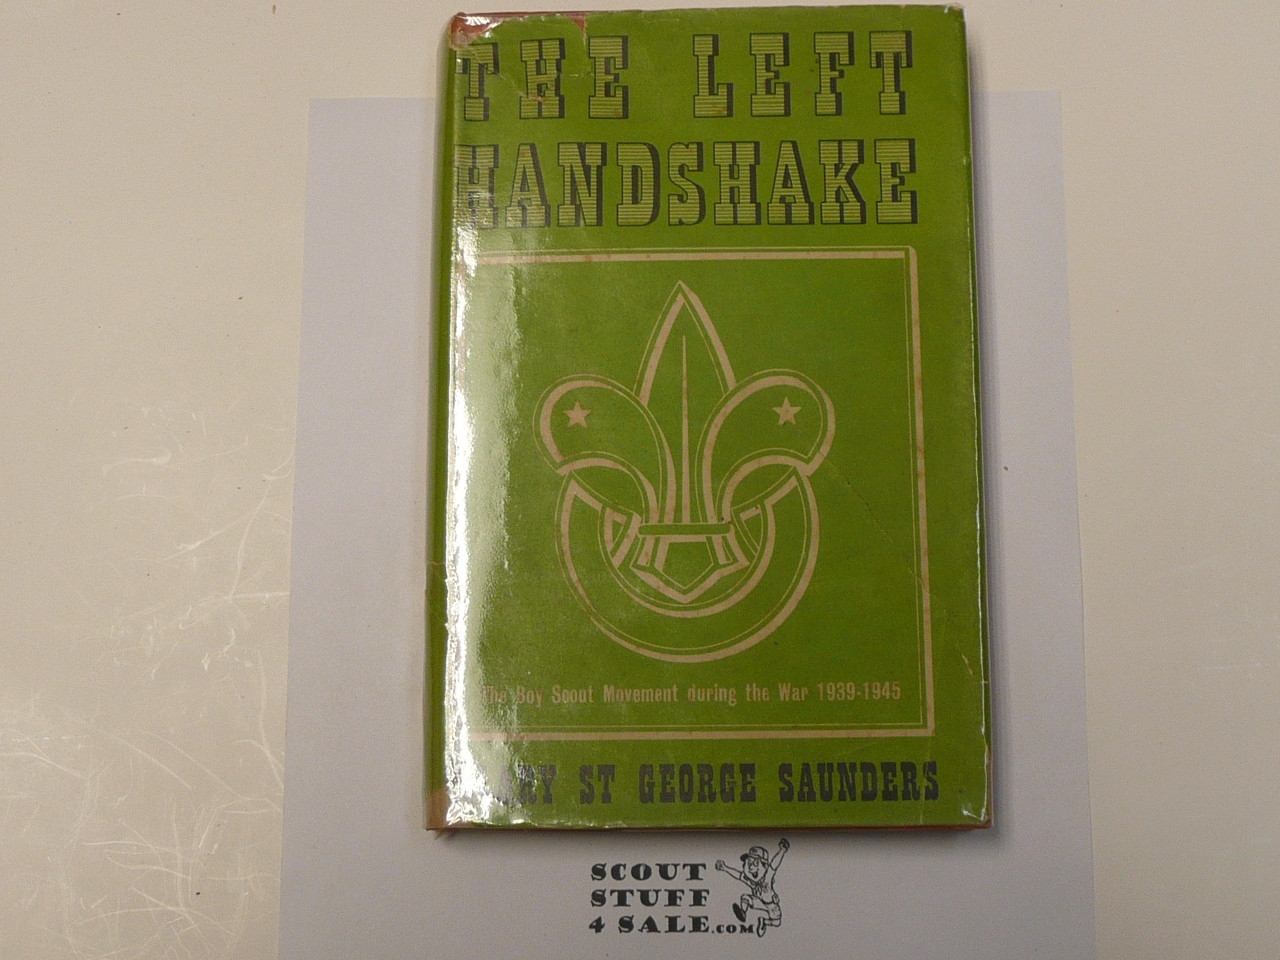 THE LEFT
HANDSHAKE
The Boy Scout Movement during the War 1939-1945
ST GEORGE SAUNDERS
SCOUT
STUFF
4 SALE.COM